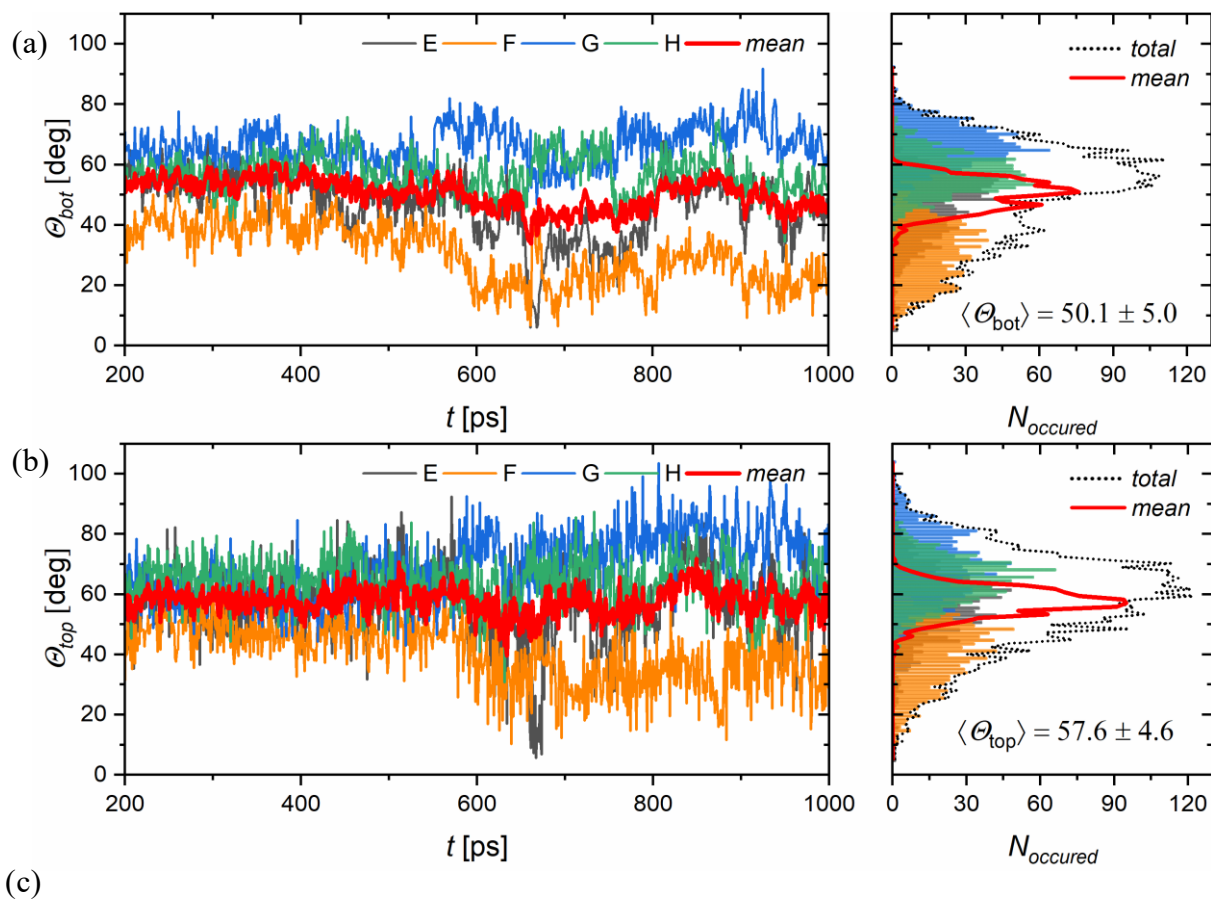 (a)
E F G H mean
total
mean
100
80
60
40
20
0
Θbot [deg]
⟨Θbot⟩ = 50.1 ± 5.0
200 400 600 800 1000
0 30 60 90 120
t [ps]
Noccured
(b)
E F G H mean
total
mean
100
80
60
40
20
0
Θtop [deg]
⟨Θtop⟩ = 57.6 ± 4.6
200 400 600 800 1000
0 30 60 90 120
t [ps]
Noccured
(c)